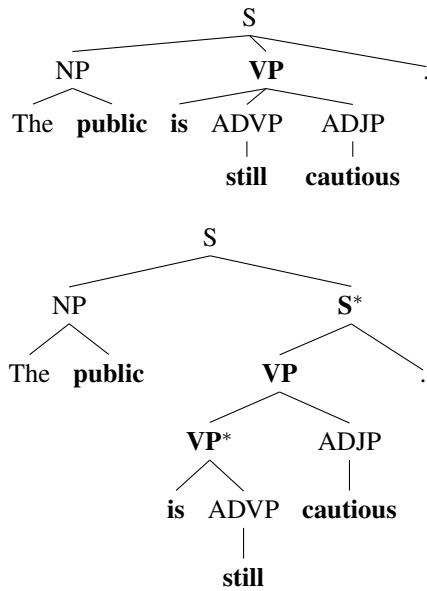 S
NP VP .
The public is ADVP ADJP
still cautious
S
NP S*
The public VP .
VP* ADJP
is ADVP cautious
still